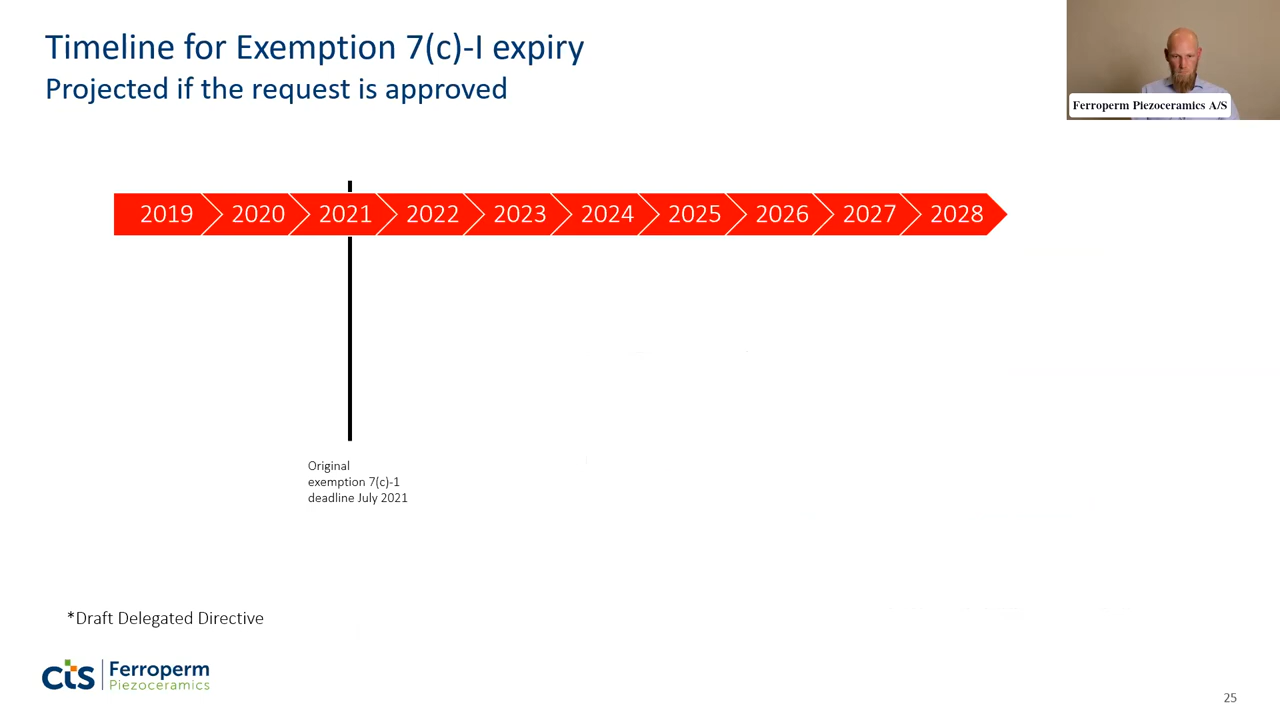 Timeline for Exemption 7(c)-I expiry
Projected if the request is approved
Ferroperm Piezoceramics A/S
2019 2020 2021 2022 2023 2024 2025 2026 2027 2028
Original
exemption 7(c)-1
deadline July 2021
*Draft Delegated Directive
cts Ferroperm
Piezoceramics
25